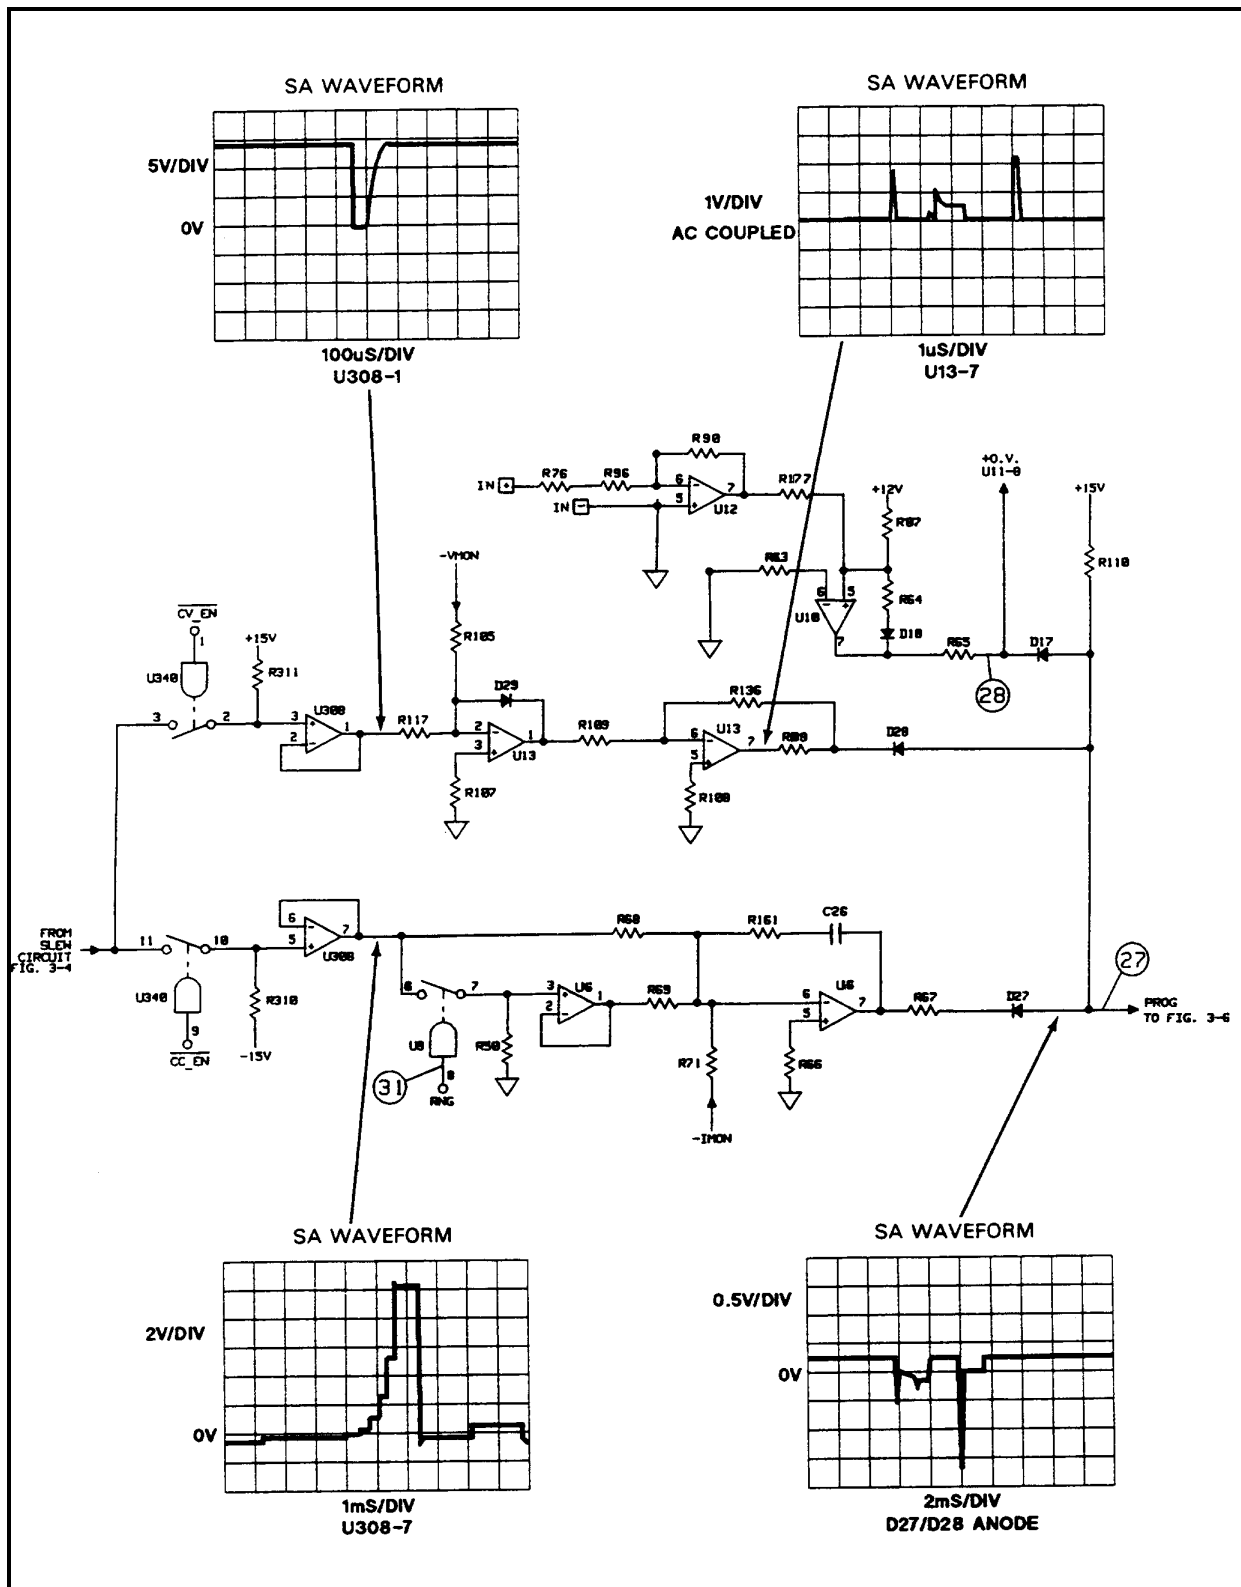 SA WAVEFORM
5V/DIV
0V
100uS/DIV
U308-1
SA WAVEFORM
1V/DIV
AC COUPLED
1uS/DIV
U13-7
R90
R76
R96
IN +
IN -
6
5
7
U12
R177
+12V
R87
+O.V.
U11-8
+15V
R110
R63
6
5
U10
7
R64
D18
R65
D17
28
-VMON
R105
CV_EN
1
U340
3
2
+15V
R311
3
2
U308
1
R117
D29
2
3
1
U13
R107
R109
R136
6
5
U13
7
R108
D28
FROM
SLEW
CIRCUIT
FIG. 3-4
11
10
U340
9
CC_EN
R310
-15V
6
5
7
U308
R68
R161
C26
6
7
U8
8
RNG
31
R50
3
2
U16
1
R69
R71
-IMON
6
5
7
R66
R67
D27
27
PROG
TO FIG. 3-6
SA WAVEFORM
2V/DIV
0V
1mS/DIV
U308-7
SA WAVEFORM
0.5V/DIV
0V
2mS/DIV
D27/D28 ANODE